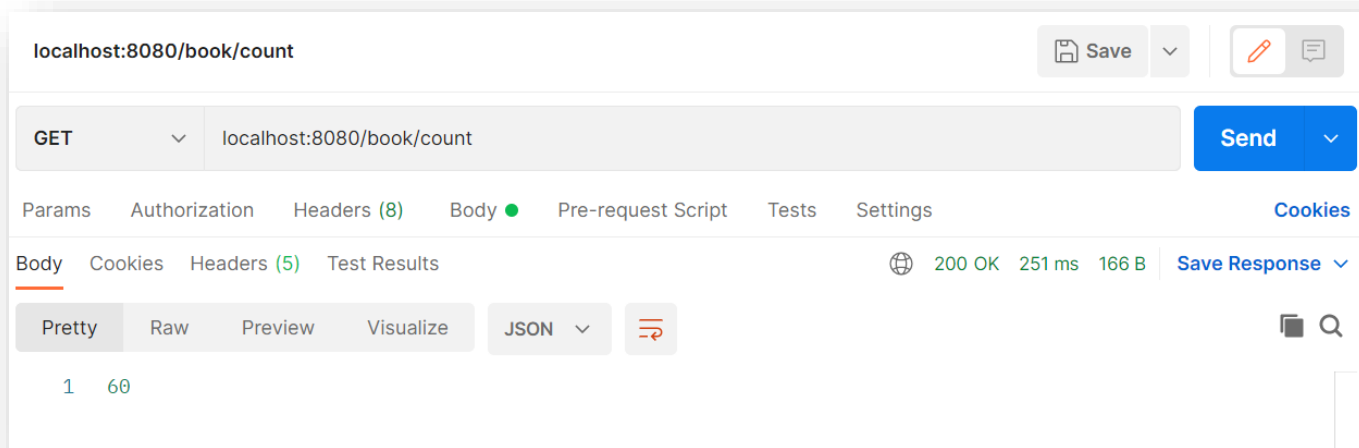 localhost:8080/book/count Save
GET localhost:8080/book/count Send
Params Authorization Headers (8) Body Pre-request Script Tests Settings Cookies
Body Cookies Headers (5) Test Results 200 OK 251 ms 166 B Save Response
Pretty Raw Preview Visualize JSON
1 60